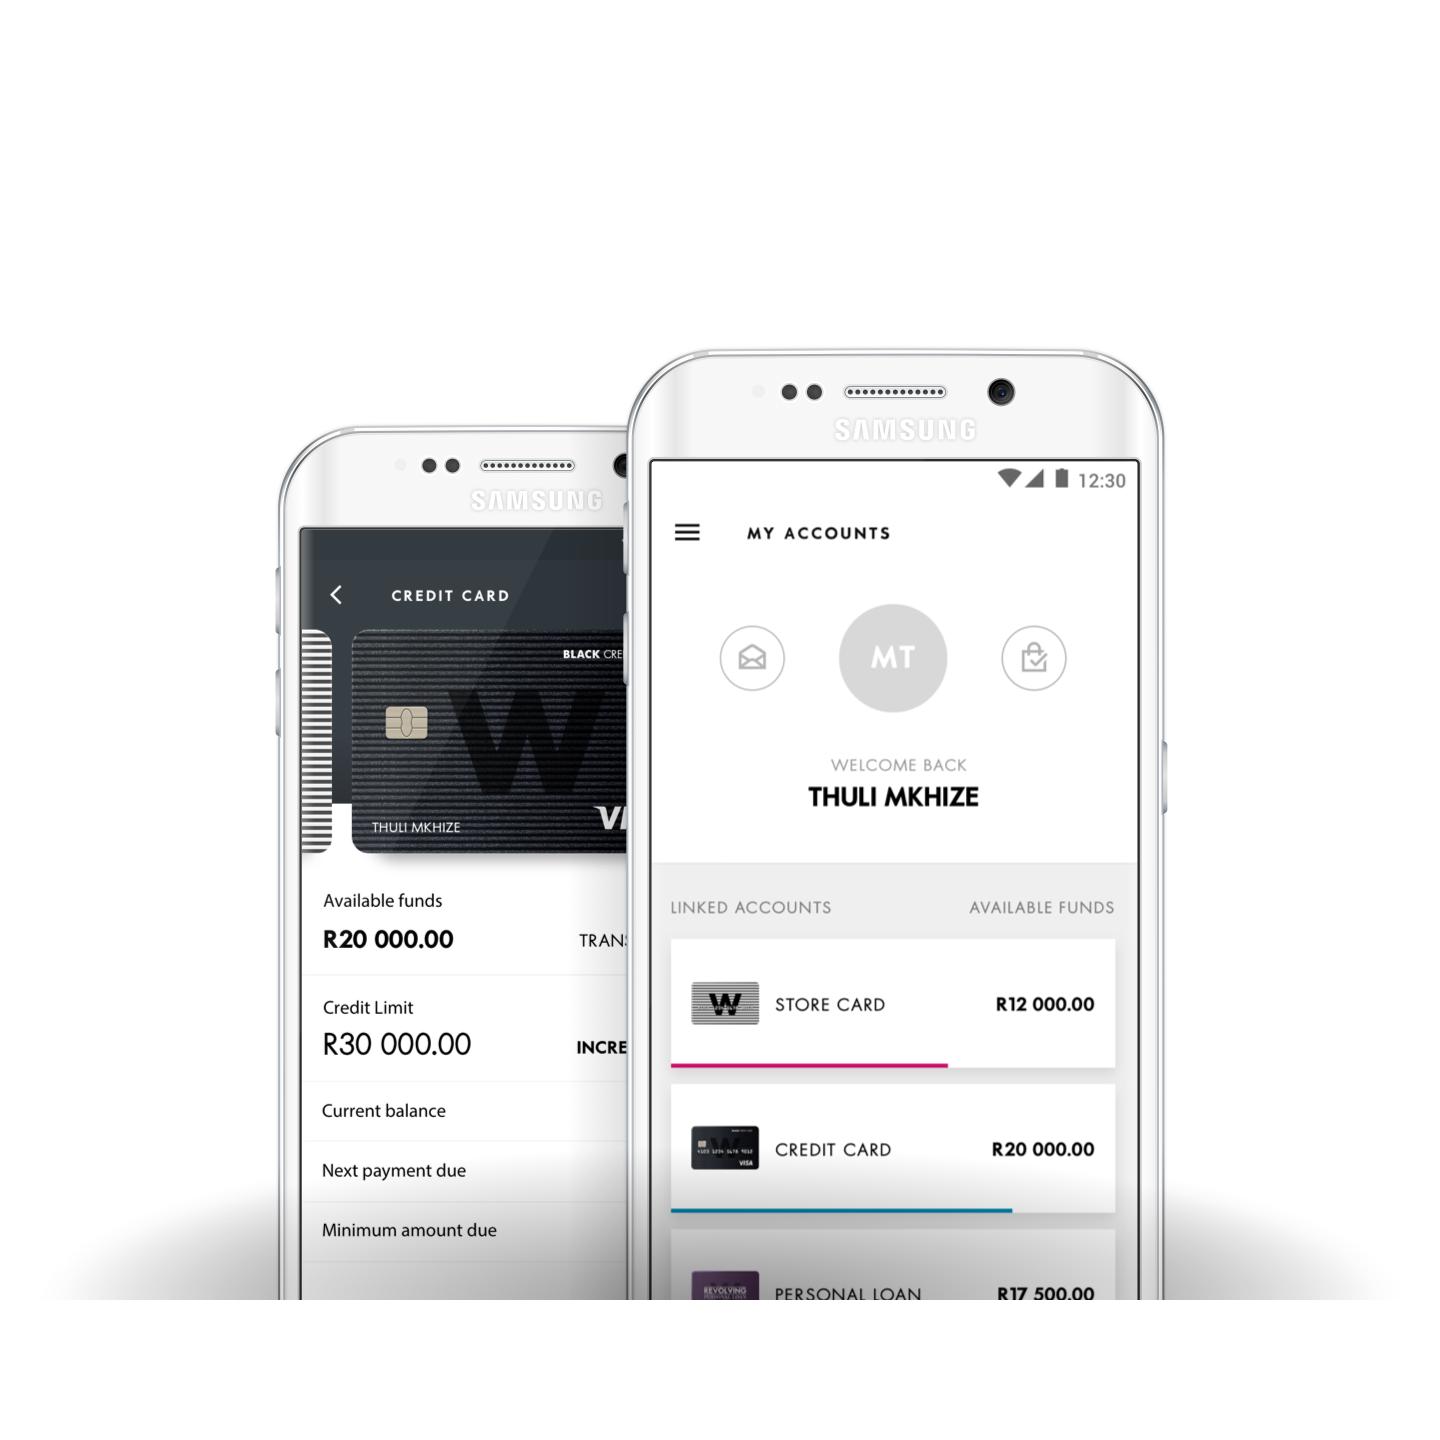 SAMSUNG
CREDIT CARD
BLACK CRE
W
THULI MKHIZE
Available funds
R20 000.00
TRANS
Credit Limit
R30 000.00
INCRE
Current balance
Next payment due
Minimum amount due
SAMSUNG
12:30
MY ACCOUNTS
MT
WELCOME BACK
THULI MKHIZE
LINKED ACCOUNTS AVAILABLE FUNDS
W
STORE CARD R12 000.00
W
VISA
CREDIT CARD R20 000.00
REVOLVING
PERSONAL LOAN R17 500.00